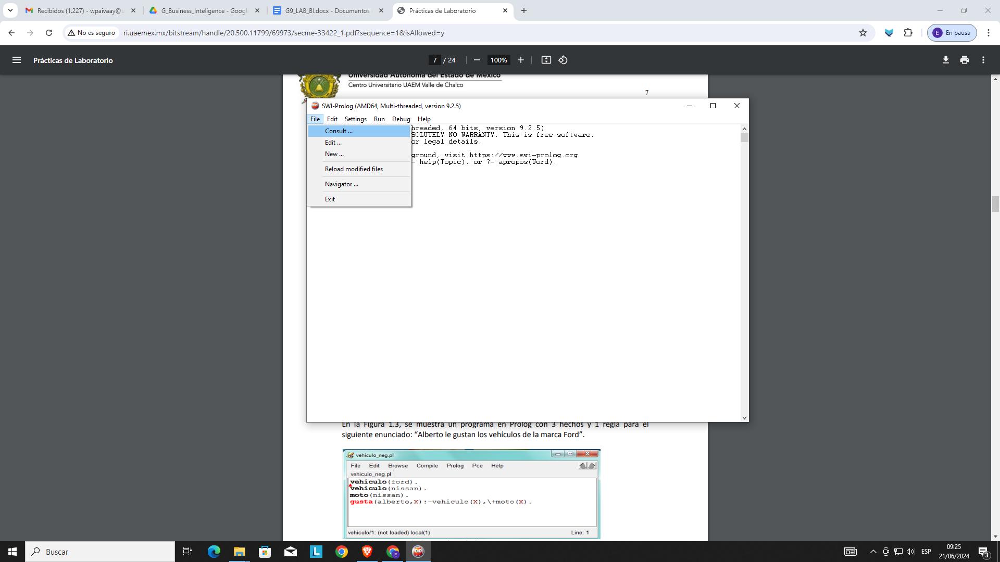 Recibidos (1.227) - wpaivaay@u
G_Business_Inteligence - Google
G9_LAB_BI.docx - Documentos
Prácticas de Laboratorio
No es seguro
ri.uaemex.mx/bitstream/handle/20.500.11799/69973/secme-33422_1.pdf?sequence=1&isAllowed=y
E
En pausa
Prácticas de Laboratorio
7 / 24
100%
Universidad Autónoma del Estado de México
Centro Universitario UAEM Valle de Chalco
7
SWI-Prolog (AMD64, Multi-threaded, version 9.2.5)
File Edit Settings Run Debug Help
Consult ...
Edit ...
New ...
Reload modified files
Navigator ...
Exit
hreaded, 64 bits, version 9.2.5)
SOLUTELY NO WARRANTY. This is free software.
or legal details.
ground, visit https://www.swi-prolog.org
- help(Topic). or ?- apropos(Word).
En la Figura 1.3, se muestra un programa en Prolog con 3 hechos y 1 regla para el
siguiente enunciado: “Alberto le gustan los vehículos de la marca Ford”.
vehiculo_neg.pl
File Edit Browse Compile Prolog Pce Help
vehiculo_neg.pl
vehiculo(ford).
vehiculo(nissan).
moto(nissan).
gusta(alberto,X):-vehiculo(X),\+moto(X).
vehiculo/1: (not loaded) local(1)
Line: 1
Buscar
L
E
ESP
09:25
21/06/2024
3